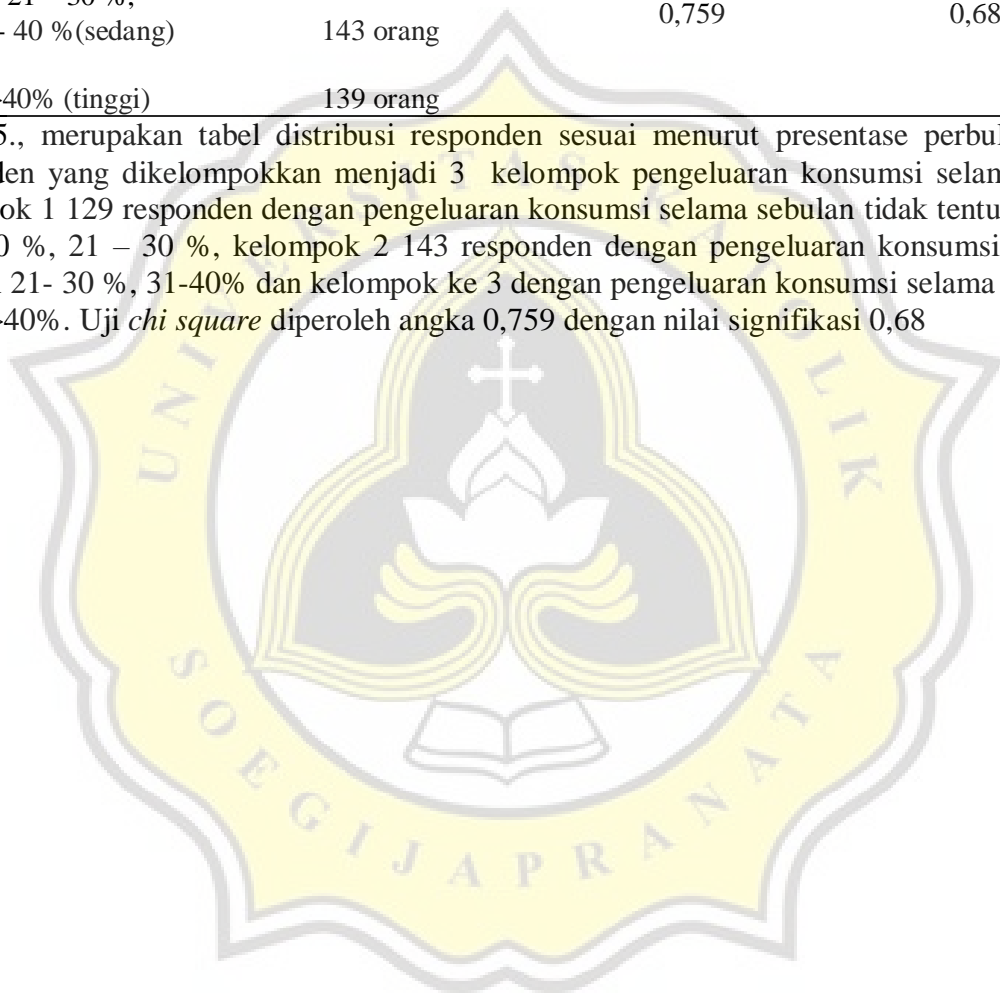 21 – 30 %,
0,759 0,68
- 40 %(sedang) 143 orang
-40% (tinggi) 139 orang
5., merupakan tabel distribusi responden sesuai menurut presentase perbul
den yang dikelompokkan menjadi 3 kelompok pengeluaran konsumsi selam
ok 1 129 responden dengan pengeluaran konsumsi selama sebulan tidak tentu
0 %, 21 – 30 %, kelompok 2 143 responden dengan pengeluaran konsumsi
21- 30 %, 31-40% dan kelompok ke 3 dengan pengeluaran konsumsi selama
-40%. Uji chi square diperoleh angka 0,759 dengan nilai signifikasi 0,68
UNIVERSITAS KATOLIK
SOEGIJAPRANATA